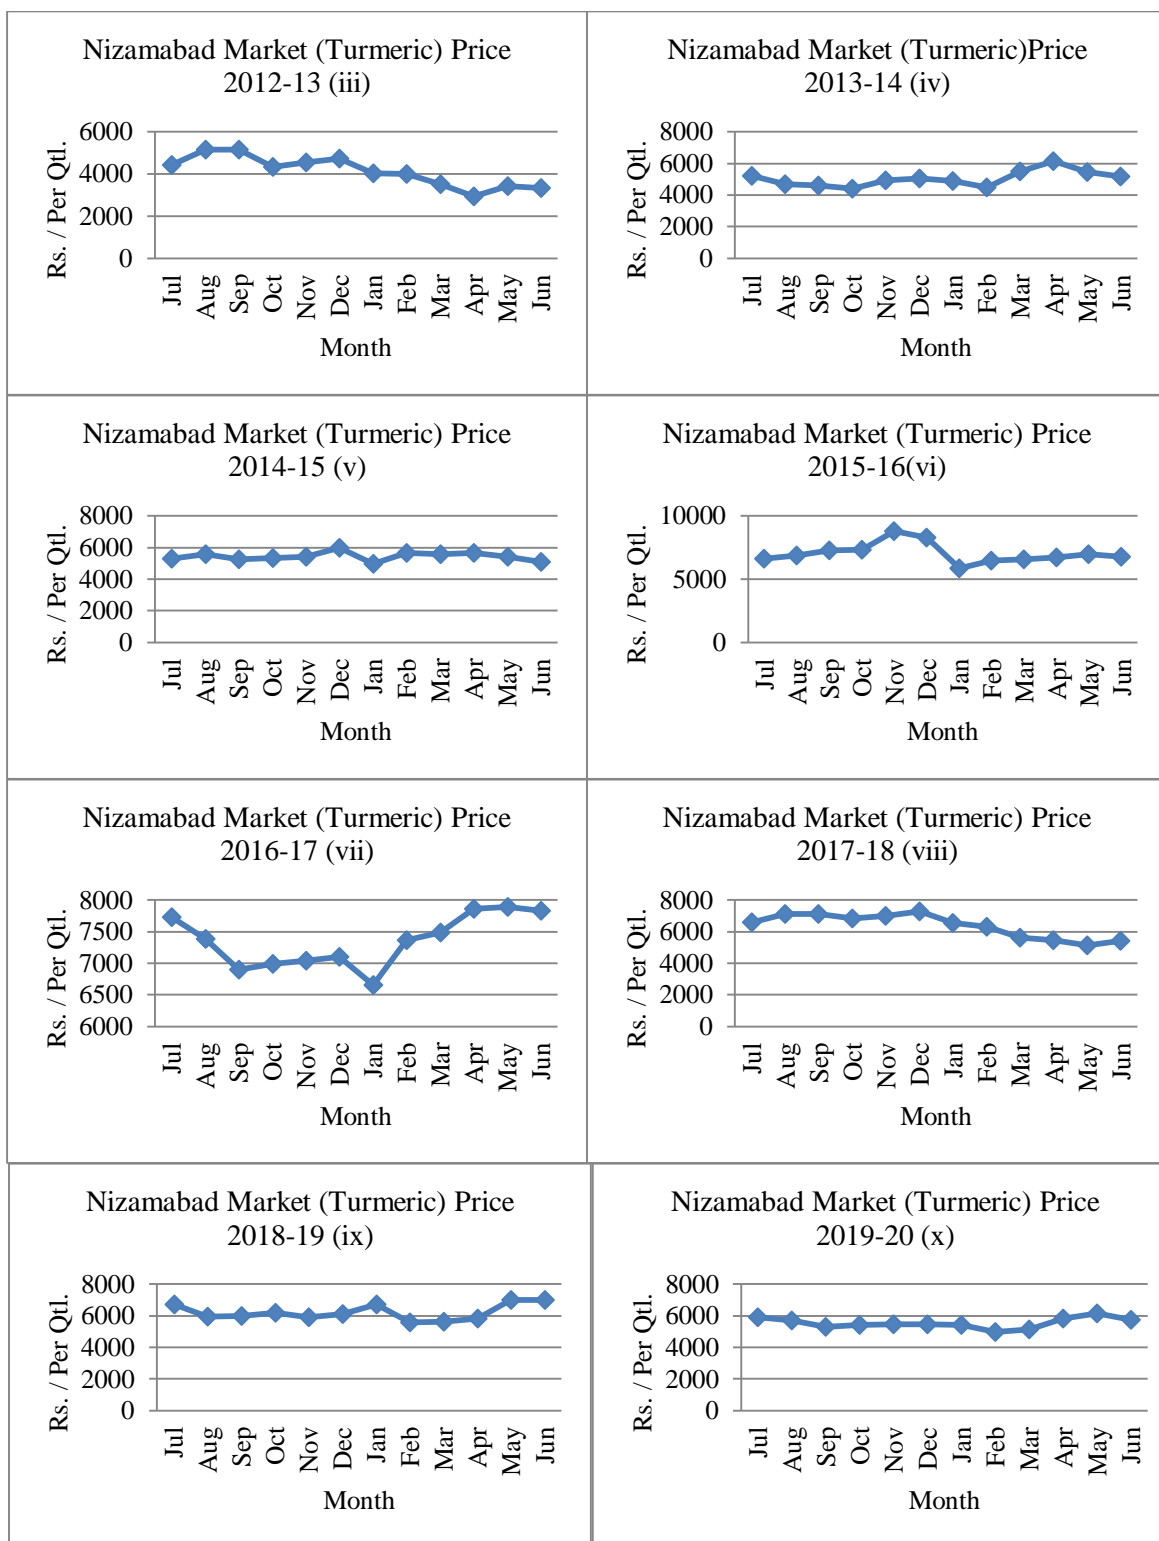 Nizamabad Market (Turmeric) Price
2012-13 (iii)
6000
4000
2000
0
Rs. / Per Qtl.
Jul
Aug
Sep
Oct
Nov
Dec
Jan
Feb
Mar
Apr
May
Jun
Month
Nizamabad Market (Turmeric)Price
2013-14 (iv)
8000
6000
4000
2000
0
Rs. / Per Qtl.
Jul
Aug
Sep
Oct
Nov
Dec
Jan
Feb
Mar
Apr
May
Jun
Month
Nizamabad Market (Turmeric) Price
2014-15 (v)
8000
6000
4000
2000
0
Rs. / Per Qtl.
Jul
Aug
Sep
Oct
Nov
Dec
Jan
Feb
Mar
Apr
May
Jun
Month
Nizamabad Market (Turmeric) Price
2015-16(vi)
10000
5000
0
Rs. / Per Qtl.
Jul
Aug
Sep
Oct
Nov
Dec
Jan
Feb
Mar
Apr
May
Jun
Month
Nizamabad Market (Turmeric) Price
2016-17 (vii)
8000
7500
7000
6500
6000
Rs. / Per Qtl.
Jul
Aug
Sep
Oct
Nov
Dec
Jan
Feb
Mar
Apr
May
Jun
Month
Nizamabad Market (Turmeric) Price
2017-18 (viii)
8000
6000
4000
2000
0
Rs. / Per Qtl.
Jul
Aug
Sep
Oct
Nov
Dec
Jan
Feb
Mar
Apr
May
Jun
Month
Nizamabad Market (Turmeric) Price
2018-19 (ix)
8000
6000
4000
2000
0
Rs. / Per Qtl.
Jul
Aug
Sep
Oct
Nov
Dec
Jan
Feb
Mar
Apr
May
Jun
Month
Nizamabad Market (Turmeric) Price
2019-20 (x)
8000
6000
4000
2000
0
Rs. / Per Qtl.
Jul
Aug
Sep
Oct
Nov
Dec
Jan
Feb
Mar
Apr
May
Jun
Month